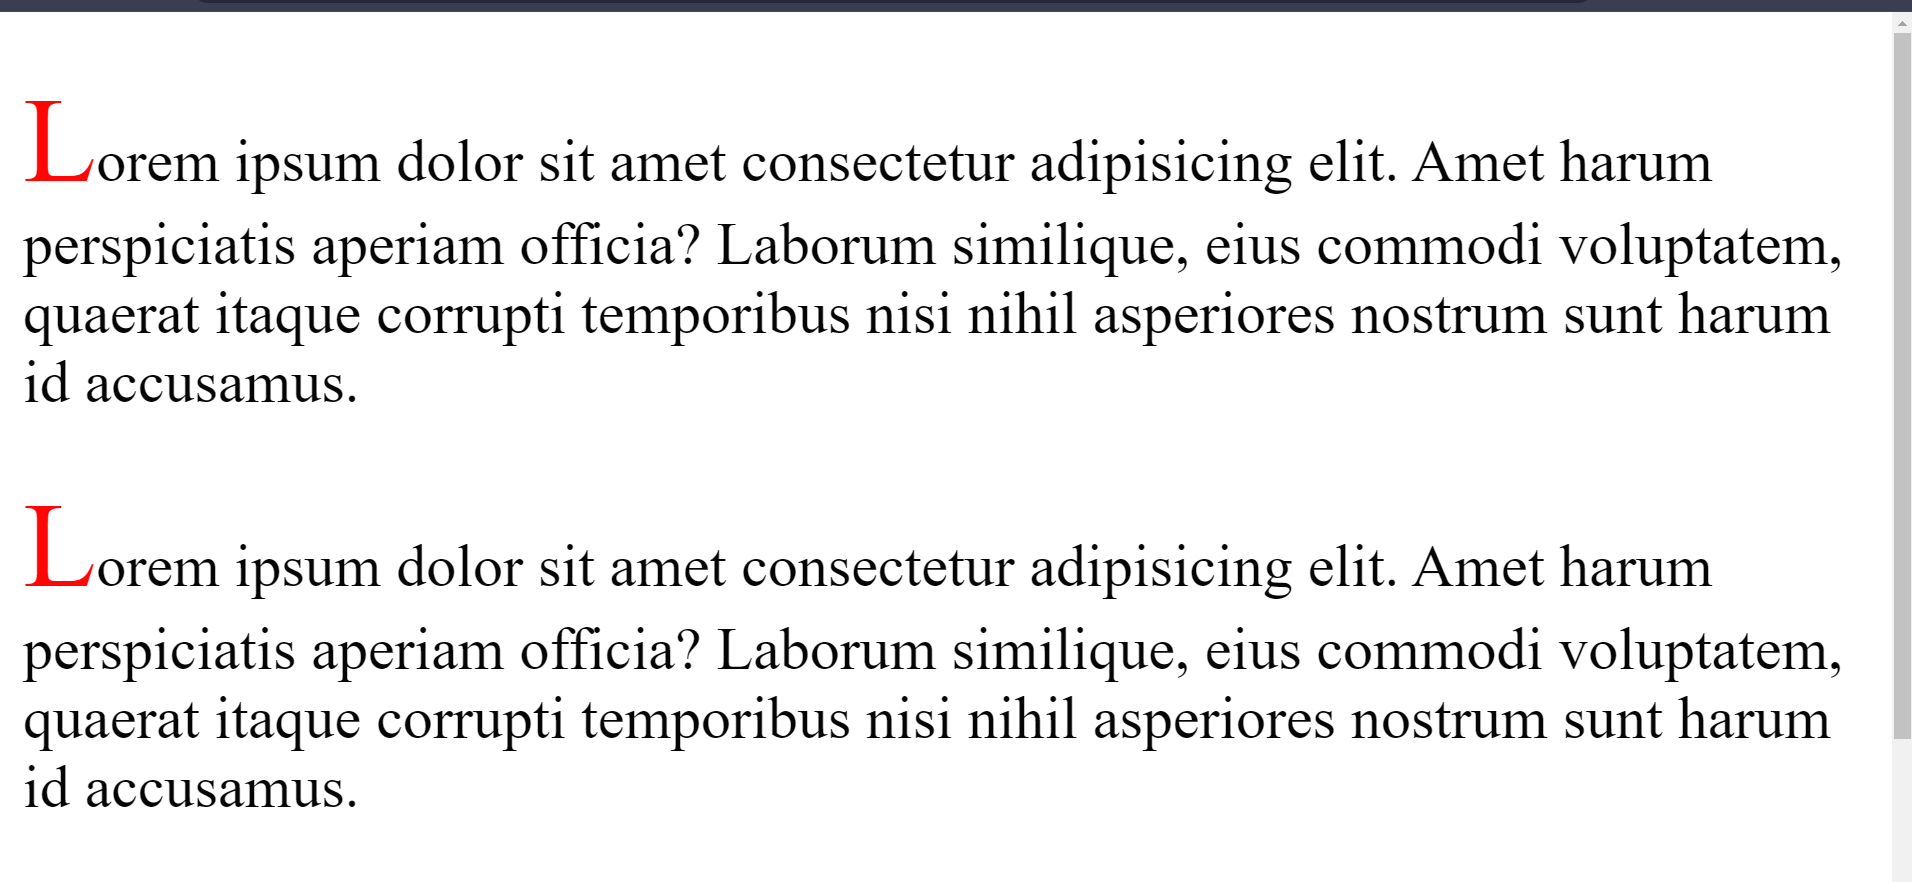 Lorem ipsum dolor sit amet consectetur adipisicing elit. Amet harum
perspiciatis aperiam officia? Laborum similique, eius commodi voluptatem,
quaerat itaque corrupti temporibus nisi nihil asperiores nostrum sunt harum
id accusamus.
Lorem ipsum dolor sit amet consectetur adipisicing elit. Amet harum
perspiciatis aperiam officia? Laborum similique, eius commodi voluptatem,
quaerat itaque corrupti temporibus nisi nihil asperiores nostrum sunt harum
id accusamus.